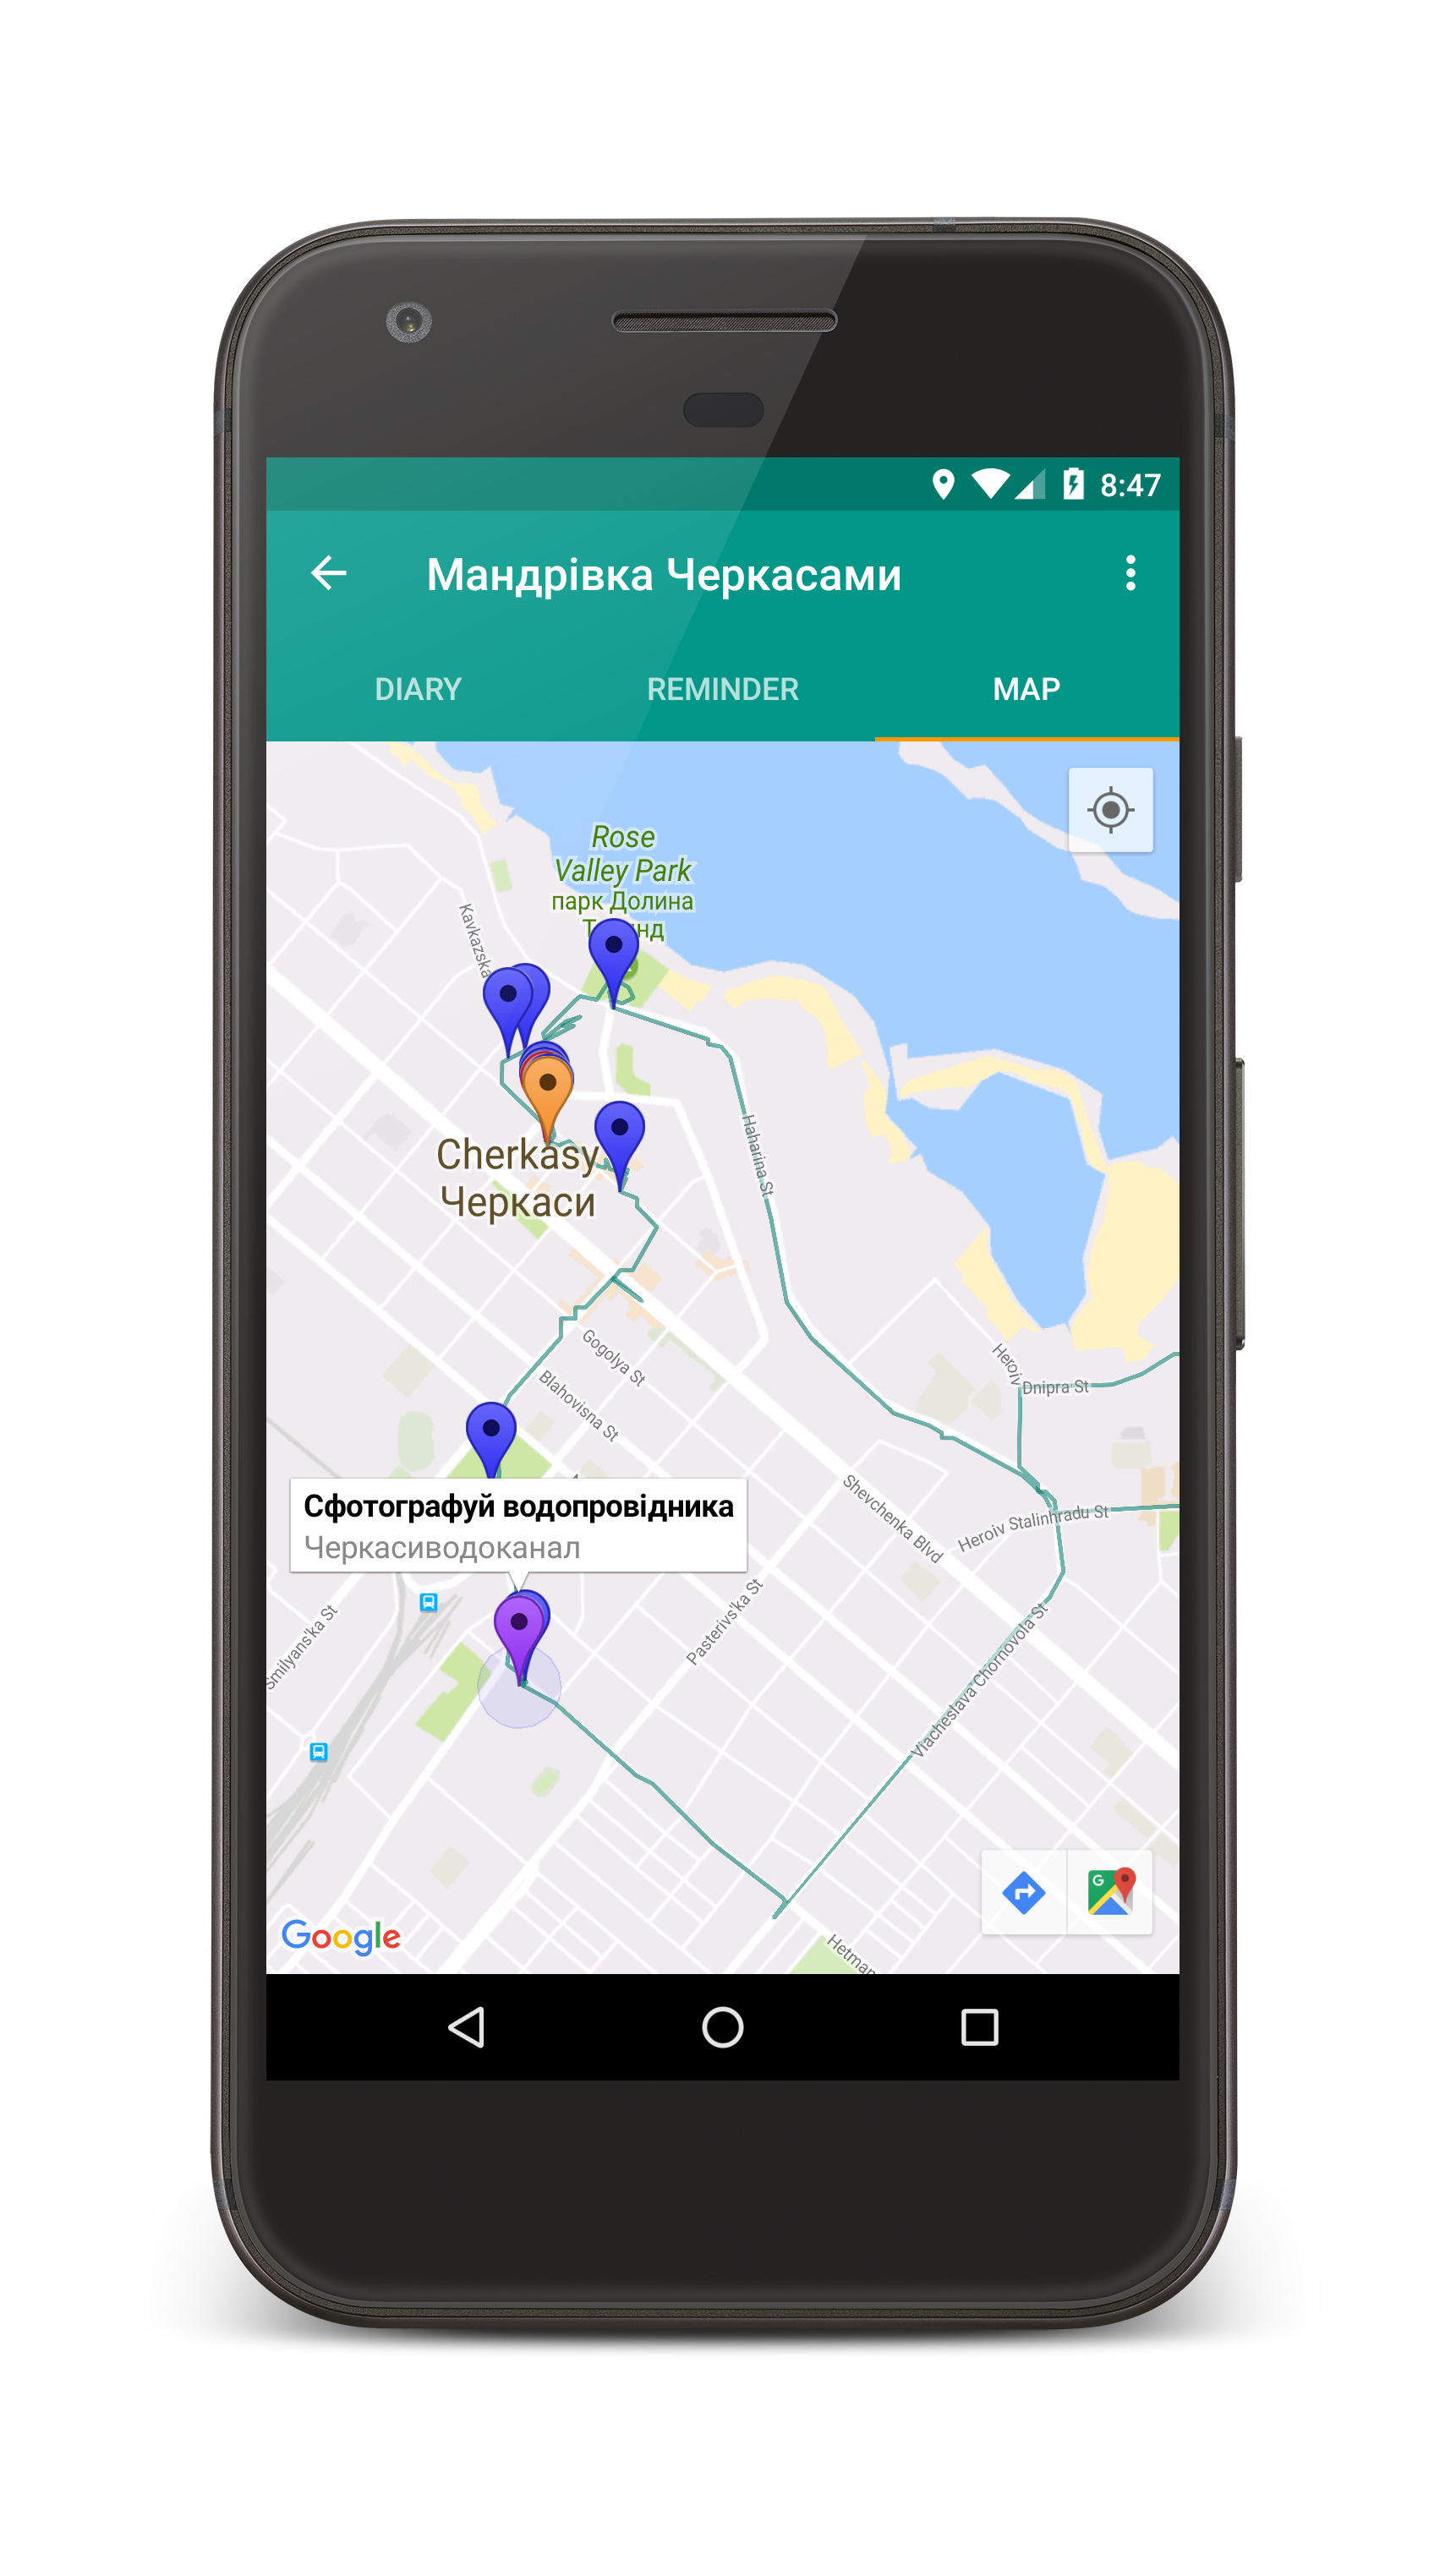 8:47
Мандрівка Черкасами
DIARY
REMINDER
MAP
Rose
Valley Park
парк Долина
Kavkazska
Cherkasy
Черкаси
Haharina St
Gogolya St
Blahovisna St
Heroiv
Dnipra St
Shevchenka Blvd
Heroiv Stalinhradu St
Сфотографуй водопровідника
Черкасиводоканал
Smilyans'ka St
Pasterivs'ka St
Viacheslava Chornovola St
Hetman
G
Google